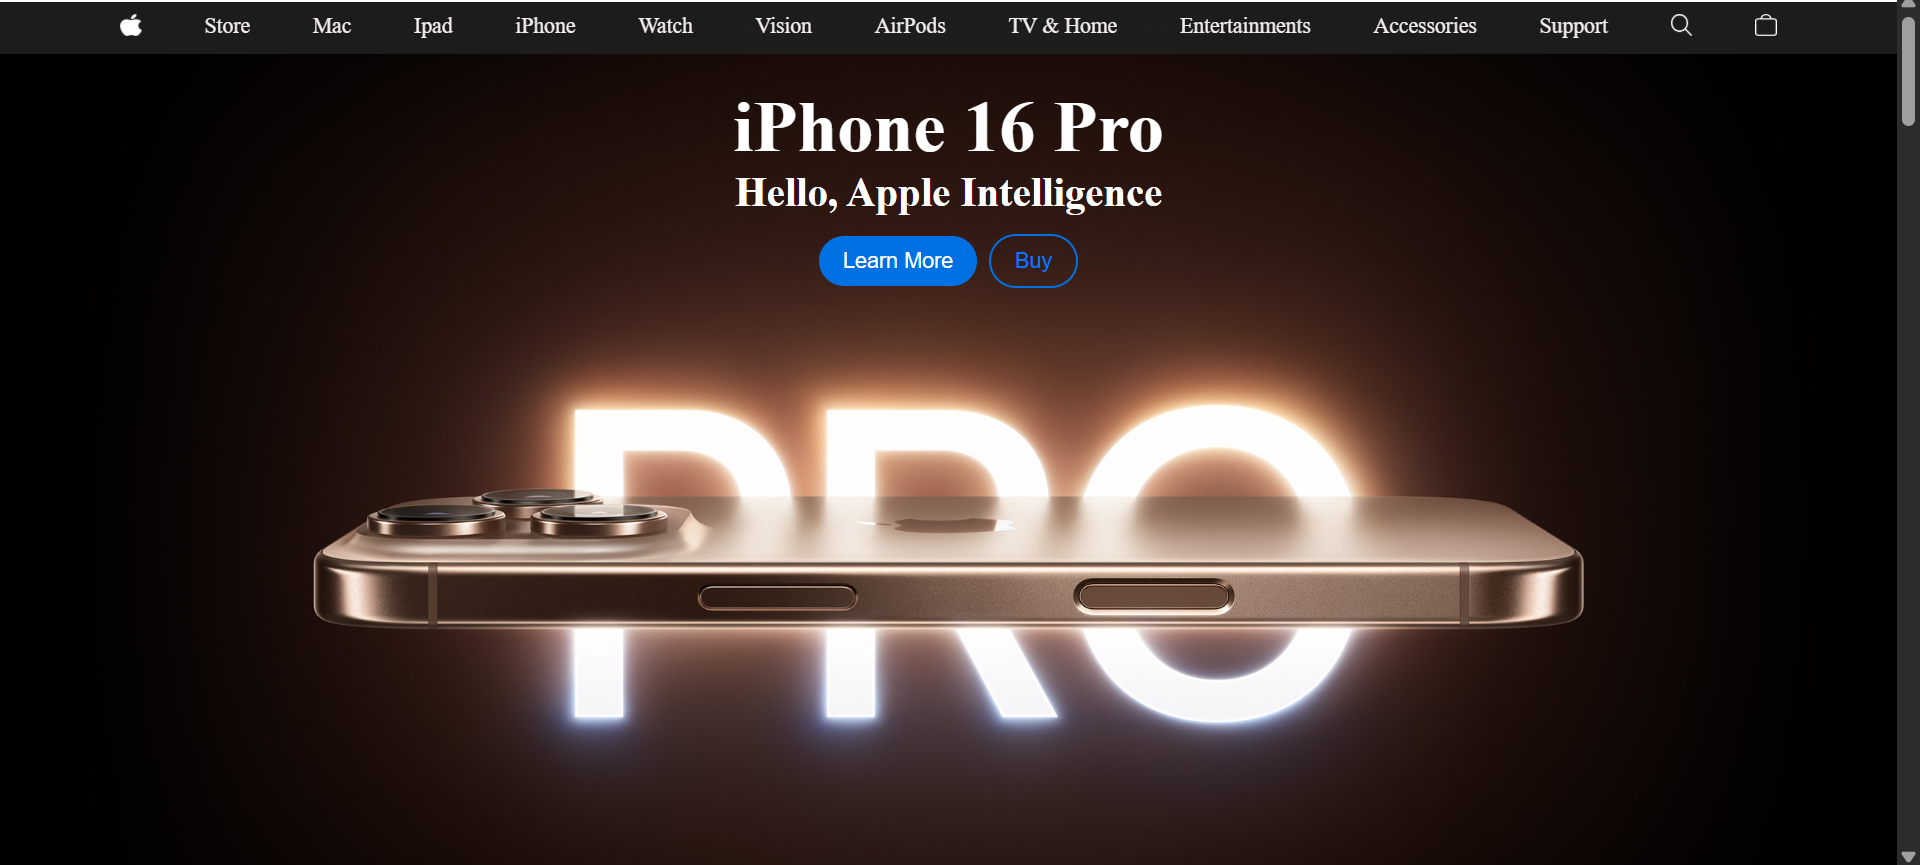 Store Mac Ipad iPhone Watch Vision AirPods TV & Home Entertainments Accessories Support
iPhone 16 Pro
Hello, Apple Intelligence
Learn More Buy
PRO